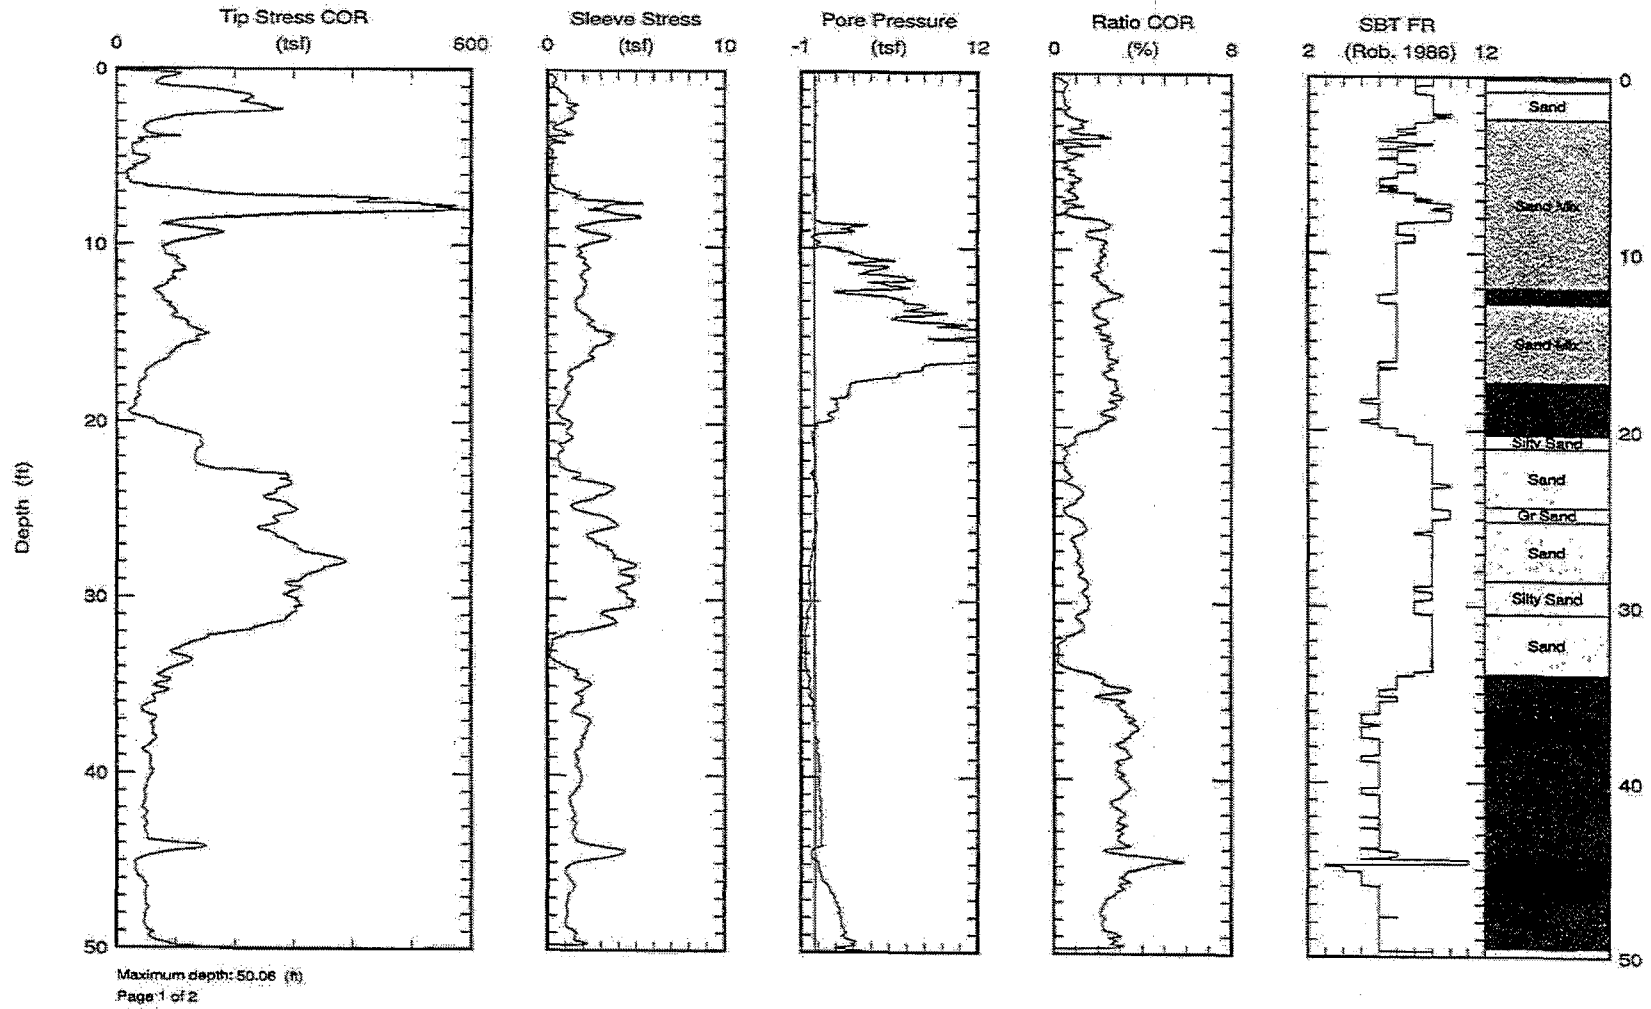 Tip Stress COR
(tsf)
0 600
Sleeve Stress
(tsf)
0 10
Pore Pressure
(tsf)
-1 12
Ratio COR
(%)
0 8
SBT FR
(Rob. 1986)
2 12
Depth (ft)
0
10
20
30
40
50
Sand
Sand Mix
Sand Mix
Silty Sand
Sand
Gr Sand
Sand
Silty Sand
Sand
0
10
20
30
40
50
Maximum depth: 50.06 (ft)
Page 1 of 2